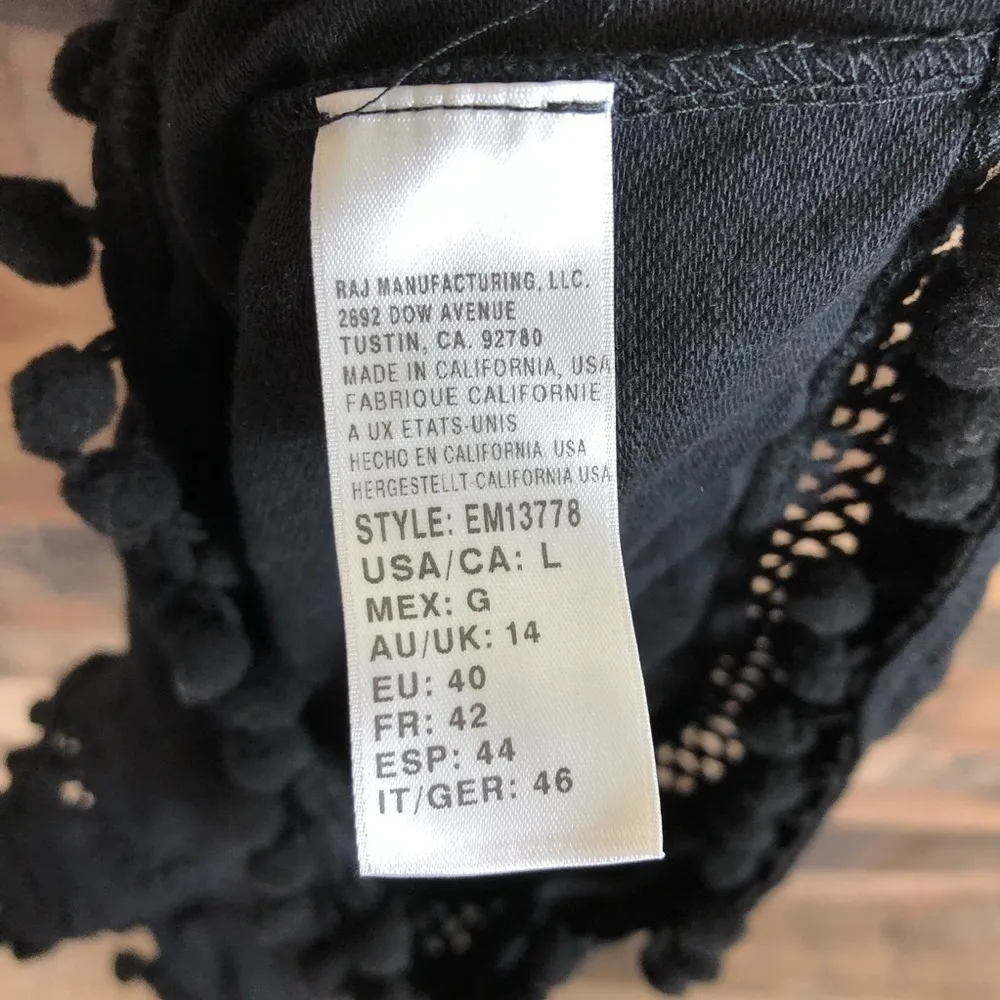 RAJ MANUFACTURING, LLC.
2692 DOW AVENUE
TUSTIN, CA. 92780
MADE IN CALIFORNIA, USA
FABRIQUE CALIFORNIE
A UX ETATS-UNIS
HECHO EN CALIFORNIA, USA
HERGESTELLT-CALIFORNIA USA
STYLE: EM13778
USA/CA: L
MEX: G
AU/UK: 14
EU: 40
FR: 42
ESP: 44
IT/GER: 46